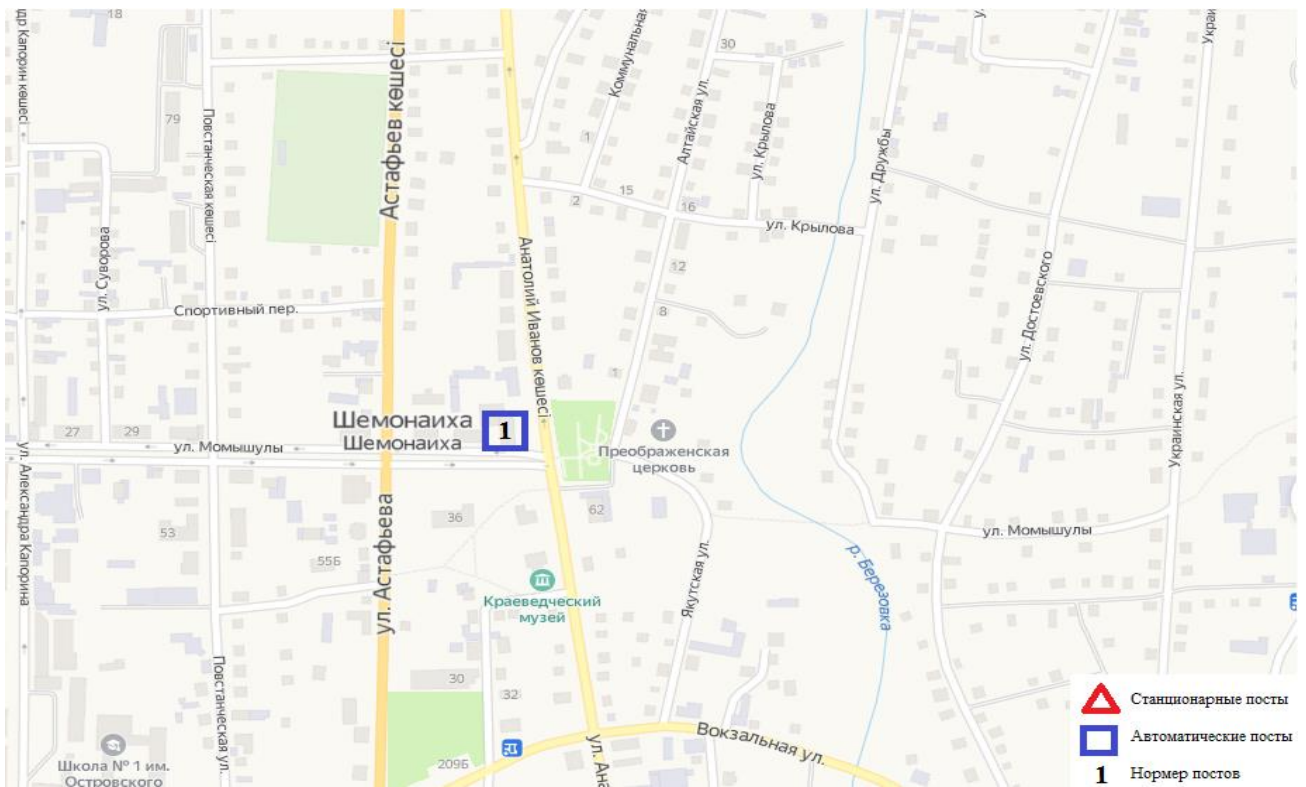 18
30
др Капорин көшесі
Повстанческая көшесі
Астафьев көшесі
Коммунальная
Алтайская ул.
ул. Крылова
ул. Дружбы
Украи
79
1
15
2
16
ул. Крылова
ул. Суворова
Анатолий Иванов көшесі
12
8
Спортивный пер.
ул. Достоевского
1
Шемонаиха
Шемонаиха
1
27
29
ул. Момышулы
Преображенская
церковь
Украинская ул.
ул. Александра Капорина
53
36
62
ул. Момышулы
55Б
ул. Астафьева
р. Березовка
Якутская ул.
Краеведческий
музей
Повстанческая ул.
30
32
Вокзальная ул.
209Б
ул. Ана
Школа № 1 им.
Островского
Станционарные посты
Автоматические посты
1 Нормер постов